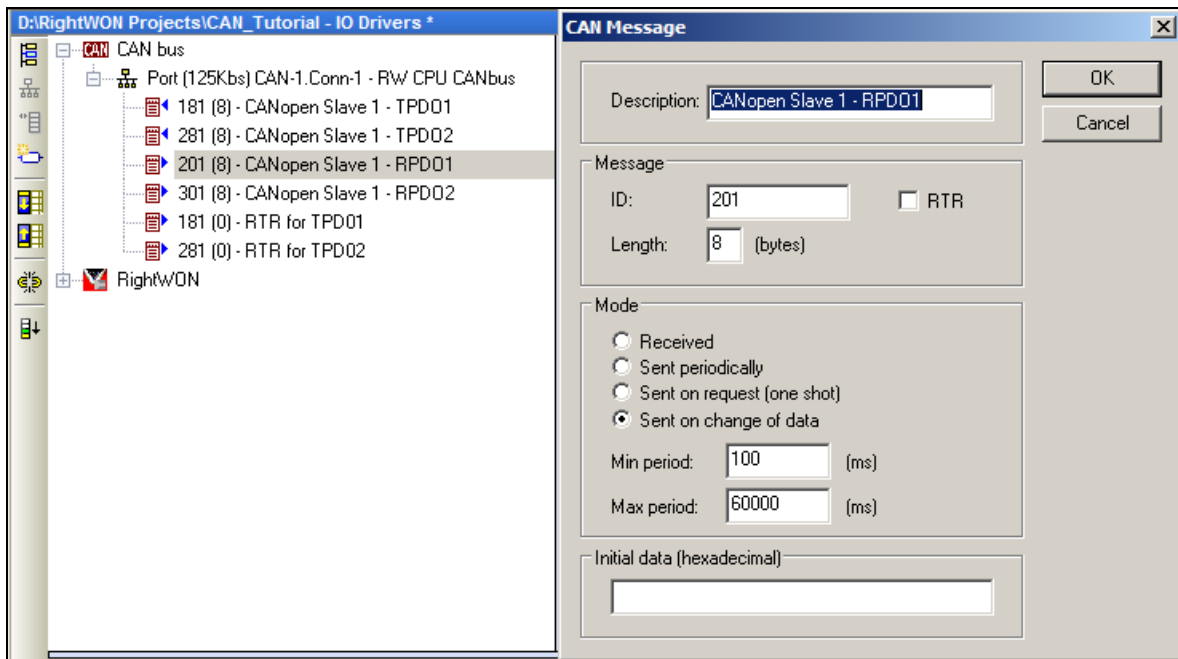 D:\RightWON Projects\CAN_Tutorial - IO Drivers *
CAN CAN bus
Port (125Kbs) CAN-1.Conn-1 - RW CPU CANbus
181 (8) - CANopen Slave 1 - TPDO1
281 (8) - CANopen Slave 1 - TPDO2
201 (8) - CANopen Slave 1 - RPDO1
301 (8) - CANopen Slave 1 - RPDO2
181 (0) - RTR for TPDO1
281 (0) - RTR for TPDO2
RightWON
CAN Message
Description: CANopen Slave 1 - RPDO1
OK
Cancel
Message
ID: 201 RTR
Length: 8 (bytes)
Mode
Received
Sent periodically
Sent on request (one shot)
Sent on change of data
Min period: 100 (ms)
Max period: 60000 (ms)
Initial data (hexadecimal)